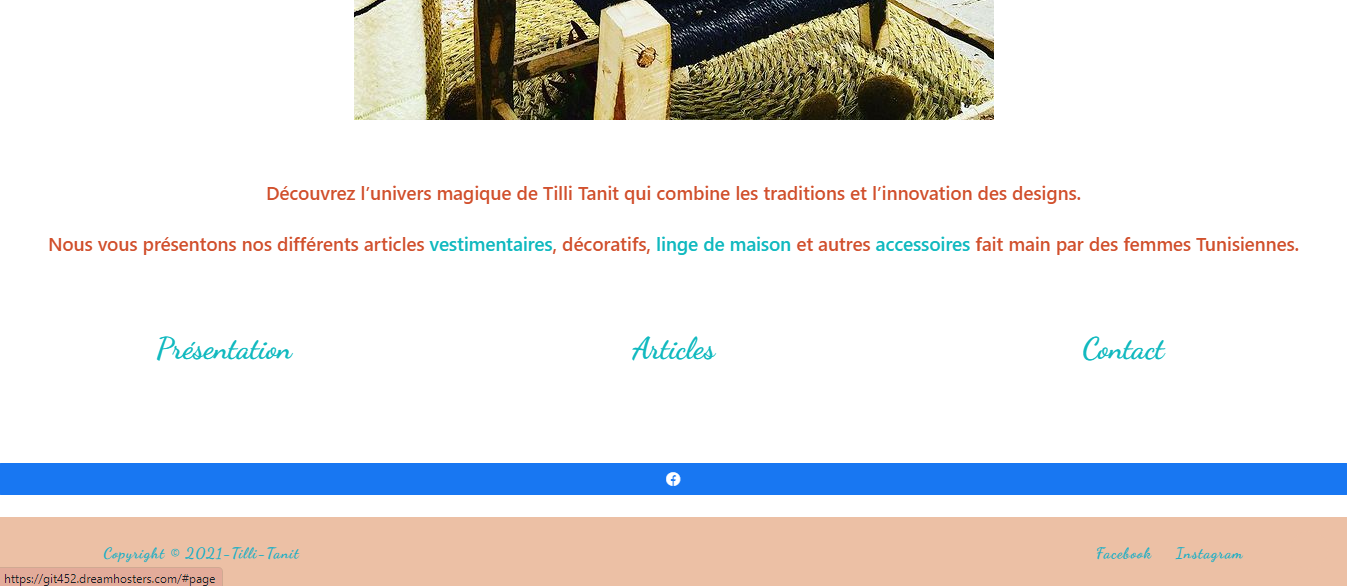 Découvrez l’univers magique de Tilli Tanit qui combine les traditions et l’innovation des designs.
Nous vous présentons nos différents articles vestimentaires, décoratifs, linge de maison et autres accessoires fait main par des femmes Tunisiennes.
Présentation Articles Contact
Copyright © 2021-Tilli-Tanit Facebook Instagram
https://git452.dreamhosters.com/#page